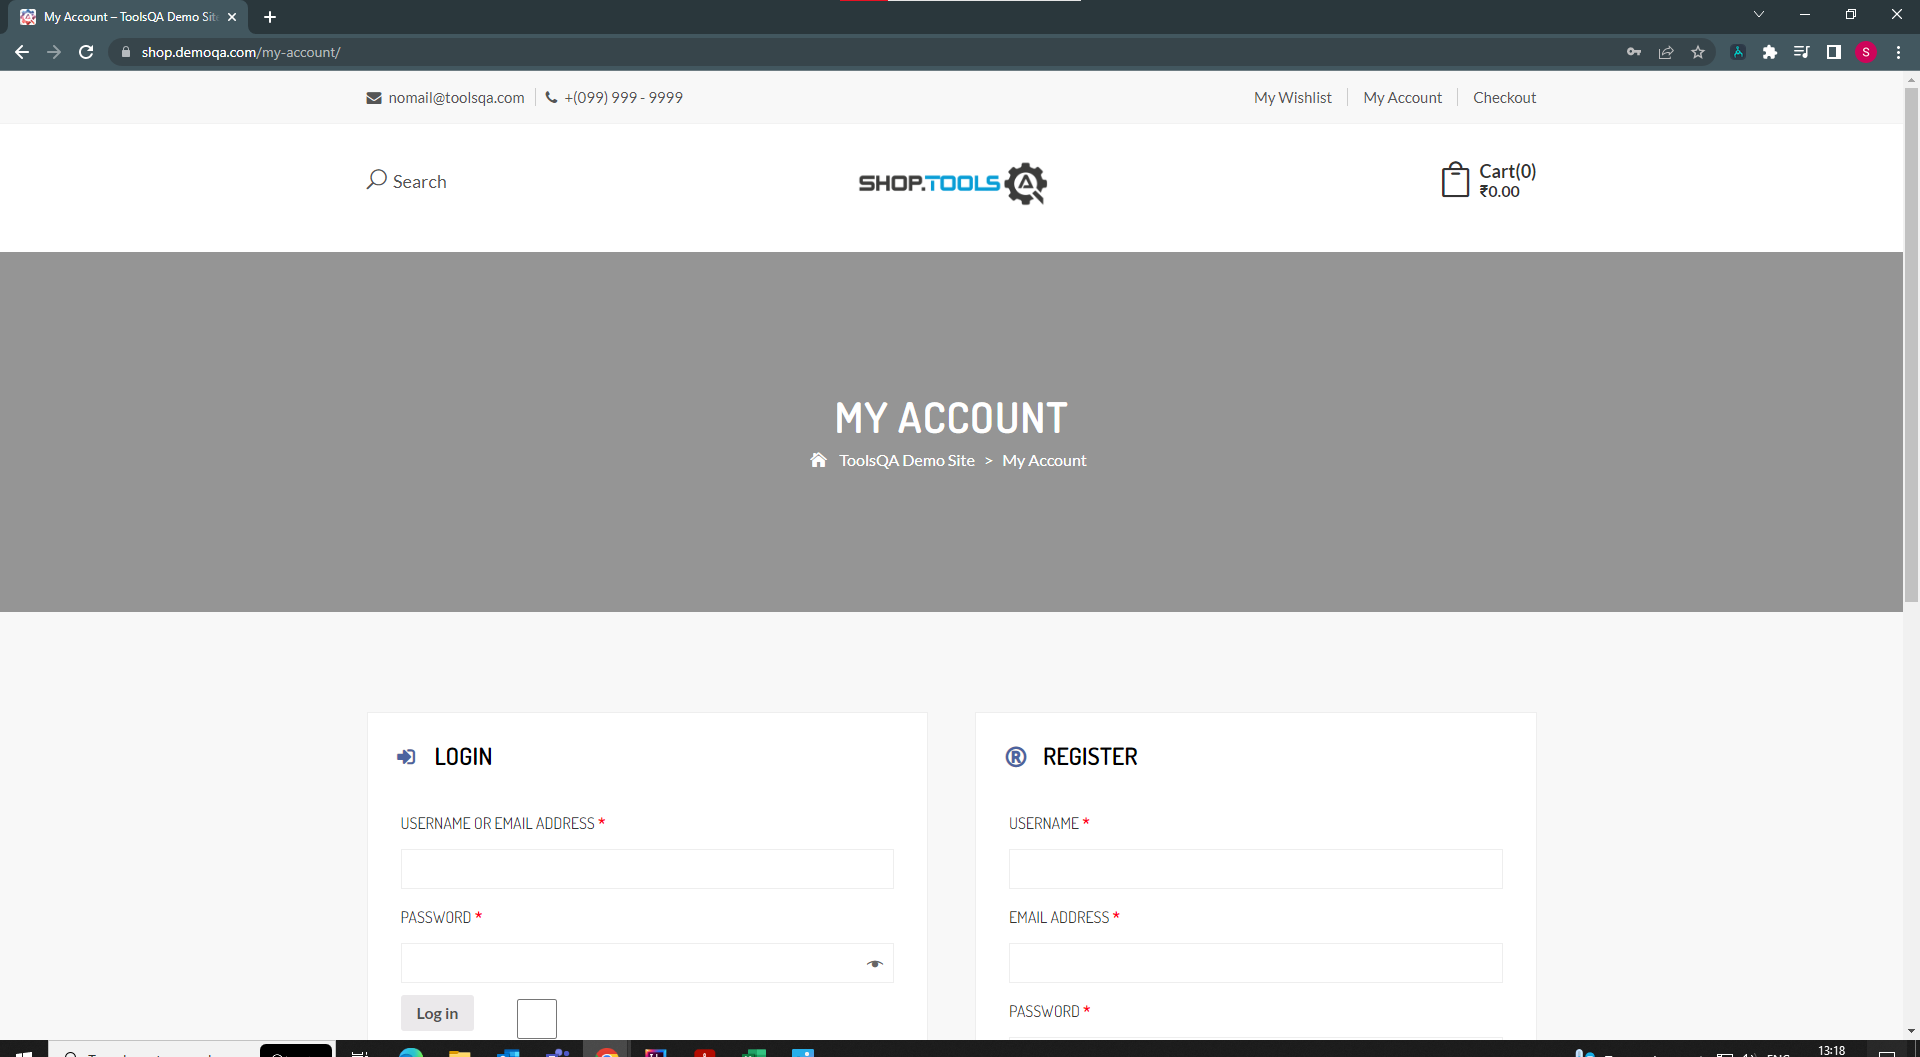 My Account – ToolsQA Demo Sit
shop.demoqa.com/my-account/
S
nomail@toolsqa.com
+(099) 999 - 9999
My Wishlist
My Account
Checkout
Search
SHOP.TOOLS
Cart(0)
₹0.00
MY ACCOUNT
ToolsQA Demo Site > My Account
LOGIN
REGISTER
USERNAME OR EMAIL ADDRESS *
USERNAME *
PASSWORD *
EMAIL ADDRESS *
Log in
PASSWORD *
13:18